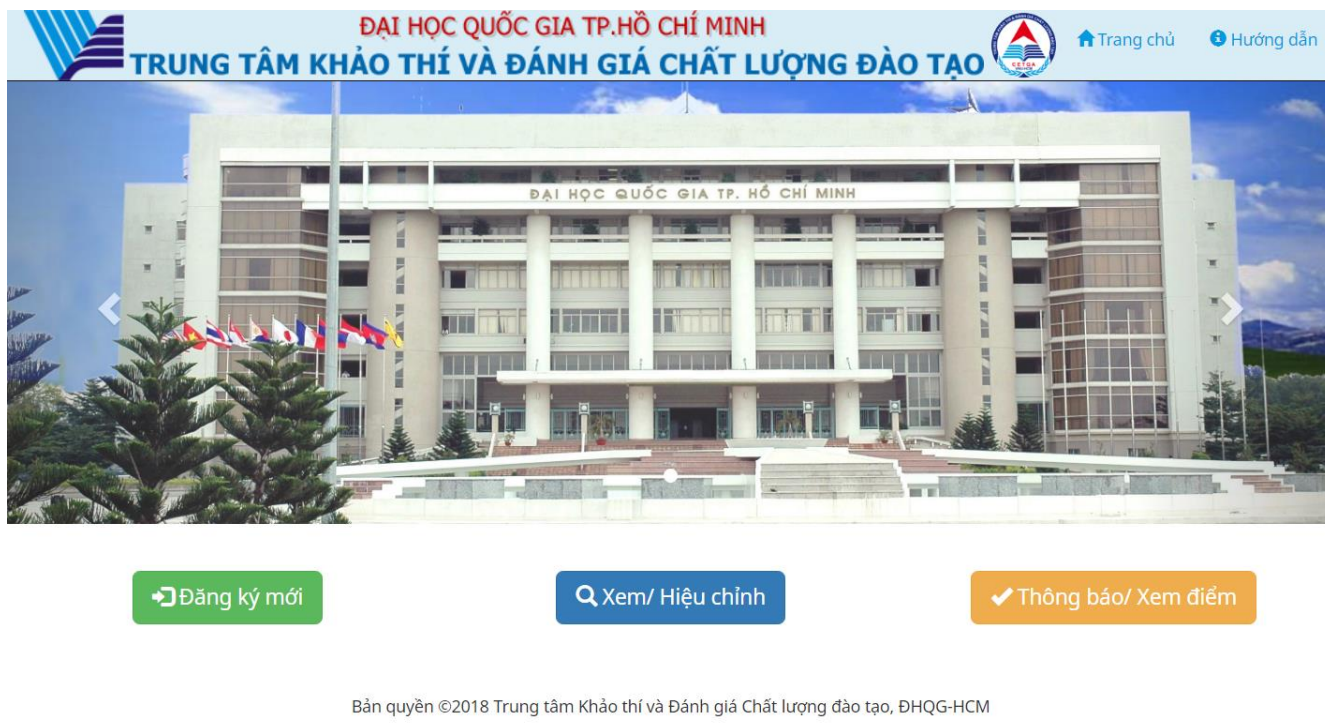 ĐẠI HỌC QUỐC GIA TP.HỒ CHÍ MINH
TRUNG TÂM KHẢO THÍ VÀ ĐÁNH GIÁ CHẤT LƯỢNG ĐÀO TẠO
CETQA
Trang chủ
Hướng dẫn
ĐẠI HỌC QUỐC GIA TP. HỒ CHÍ MINH
Đăng ký mới
Xem/ Hiệu chỉnh
Thông báo/ Xem điểm
Bản quyền ©2018 Trung tâm Khảo thí và Đánh giá Chất lượng đào tạo, ĐHQG-HCM